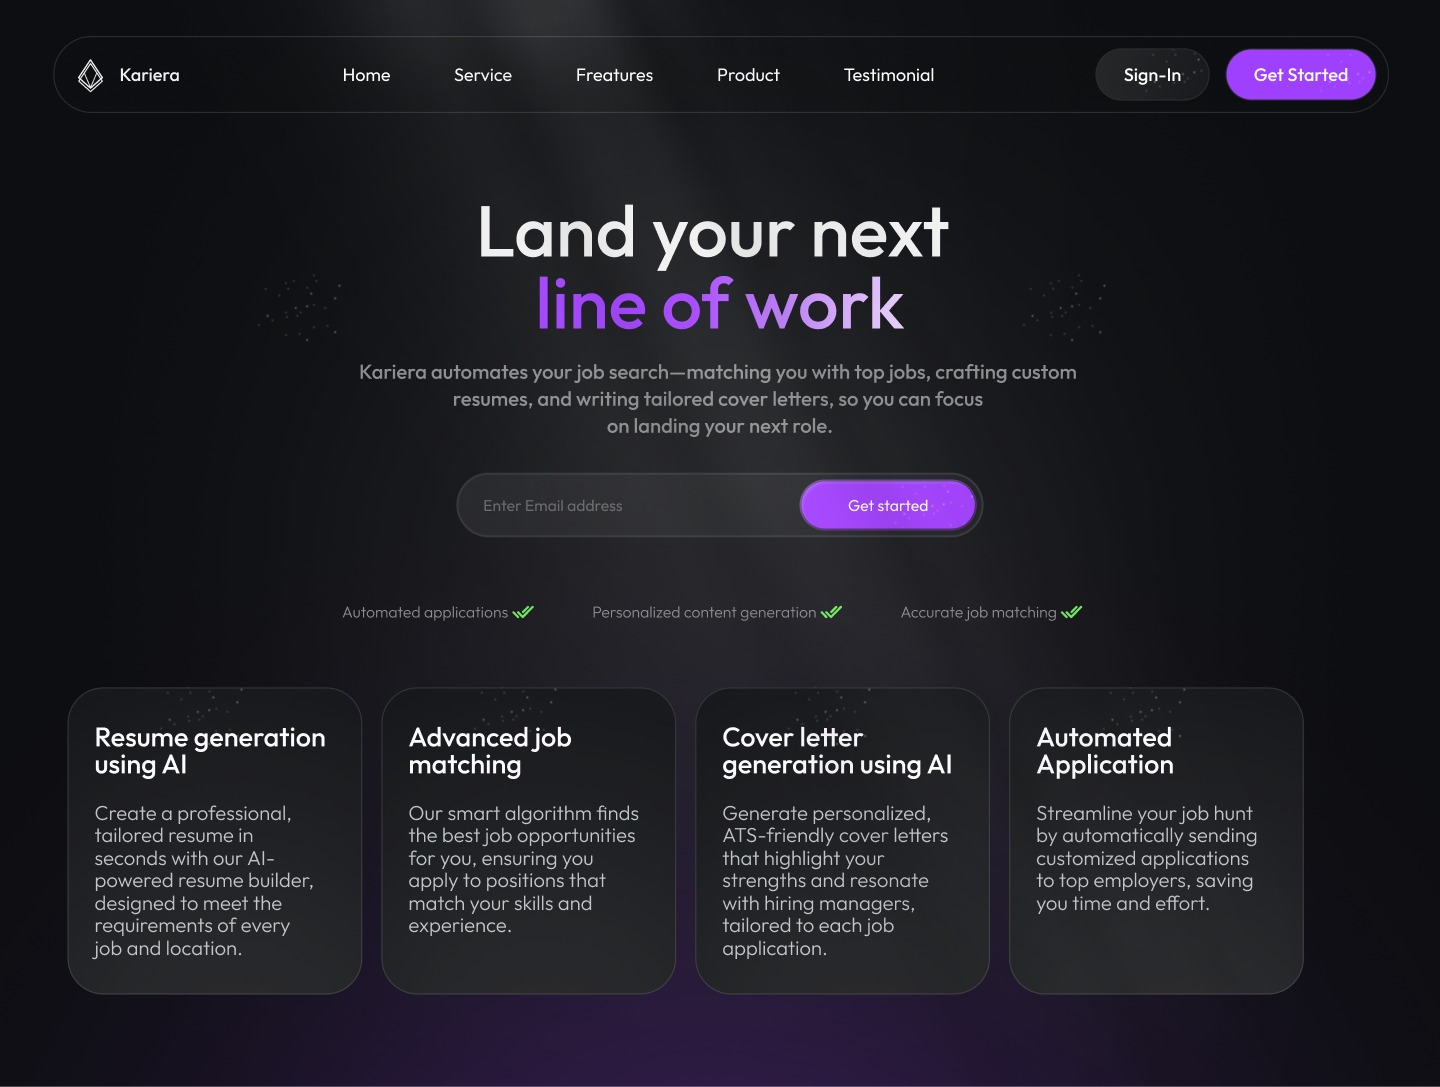 Kariera
Home
Service
Freatures
Product
Testimonial
Sign-In
Get Started
Land your next
line of work
Kariera automates your job search—matching you with top jobs, crafting custom
resumes, and writing tailored cover letters, so you can focus
on landing your next role.
Enter Email address
Get started
Automated applications
Personalized content generation
Accurate job matching
Resume generation
using AI
Create a professional,
tailored resume in
seconds with our AI-
powered resume builder,
designed to meet the
requirements of every
job and location.
Advanced job
matching
Our smart algorithm finds
the best job opportunities
for you, ensuring you
apply to positions that
match your skills and
experience.
Cover letter
generation using AI
Generate personalized,
ATS-friendly cover letters
that highlight your
strengths and resonate
with hiring managers,
tailored to each job
application.
Automated
Application
Streamline your job hunt
by automatically sending
customized applications
to top employers, saving
you time and effort.